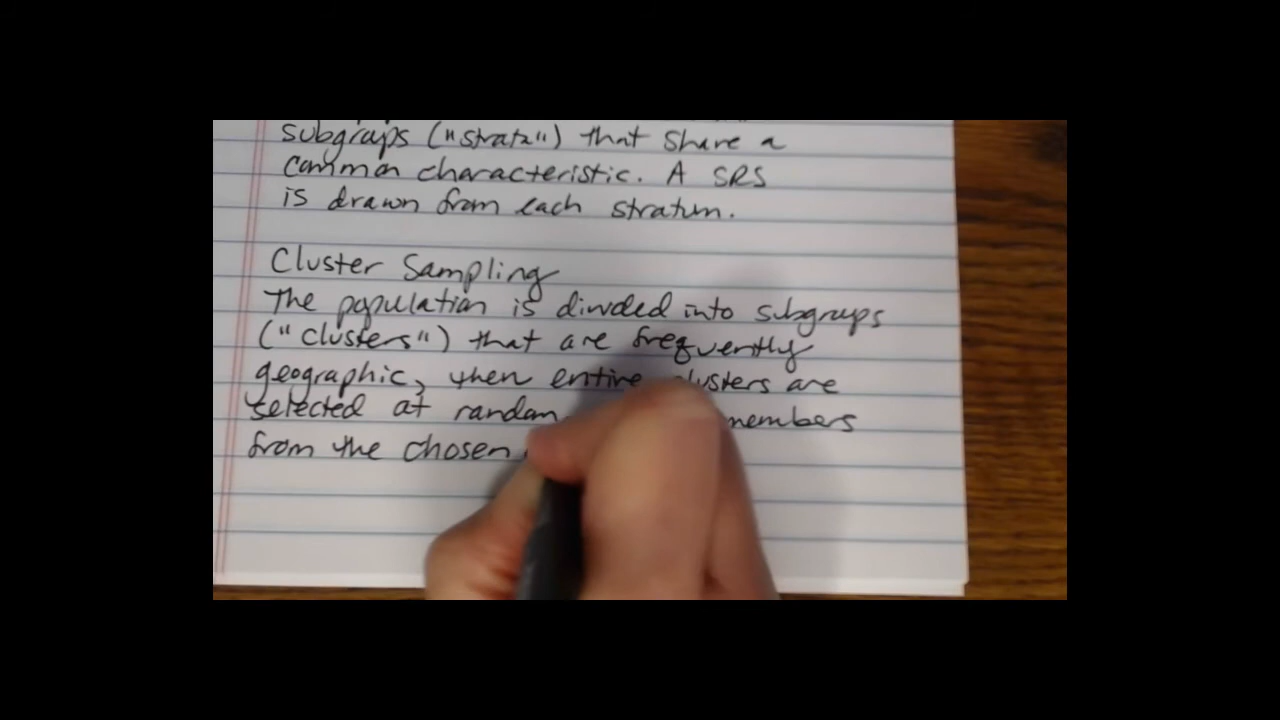 subgroups ("strata") that share a
common characteristic. A SRS
is drawn from each stratum.
Cluster Sampling
The population is divided into subgroups
("clusters") that are frequently
geographic, then entire clusters are
selected at random members
from the chosen